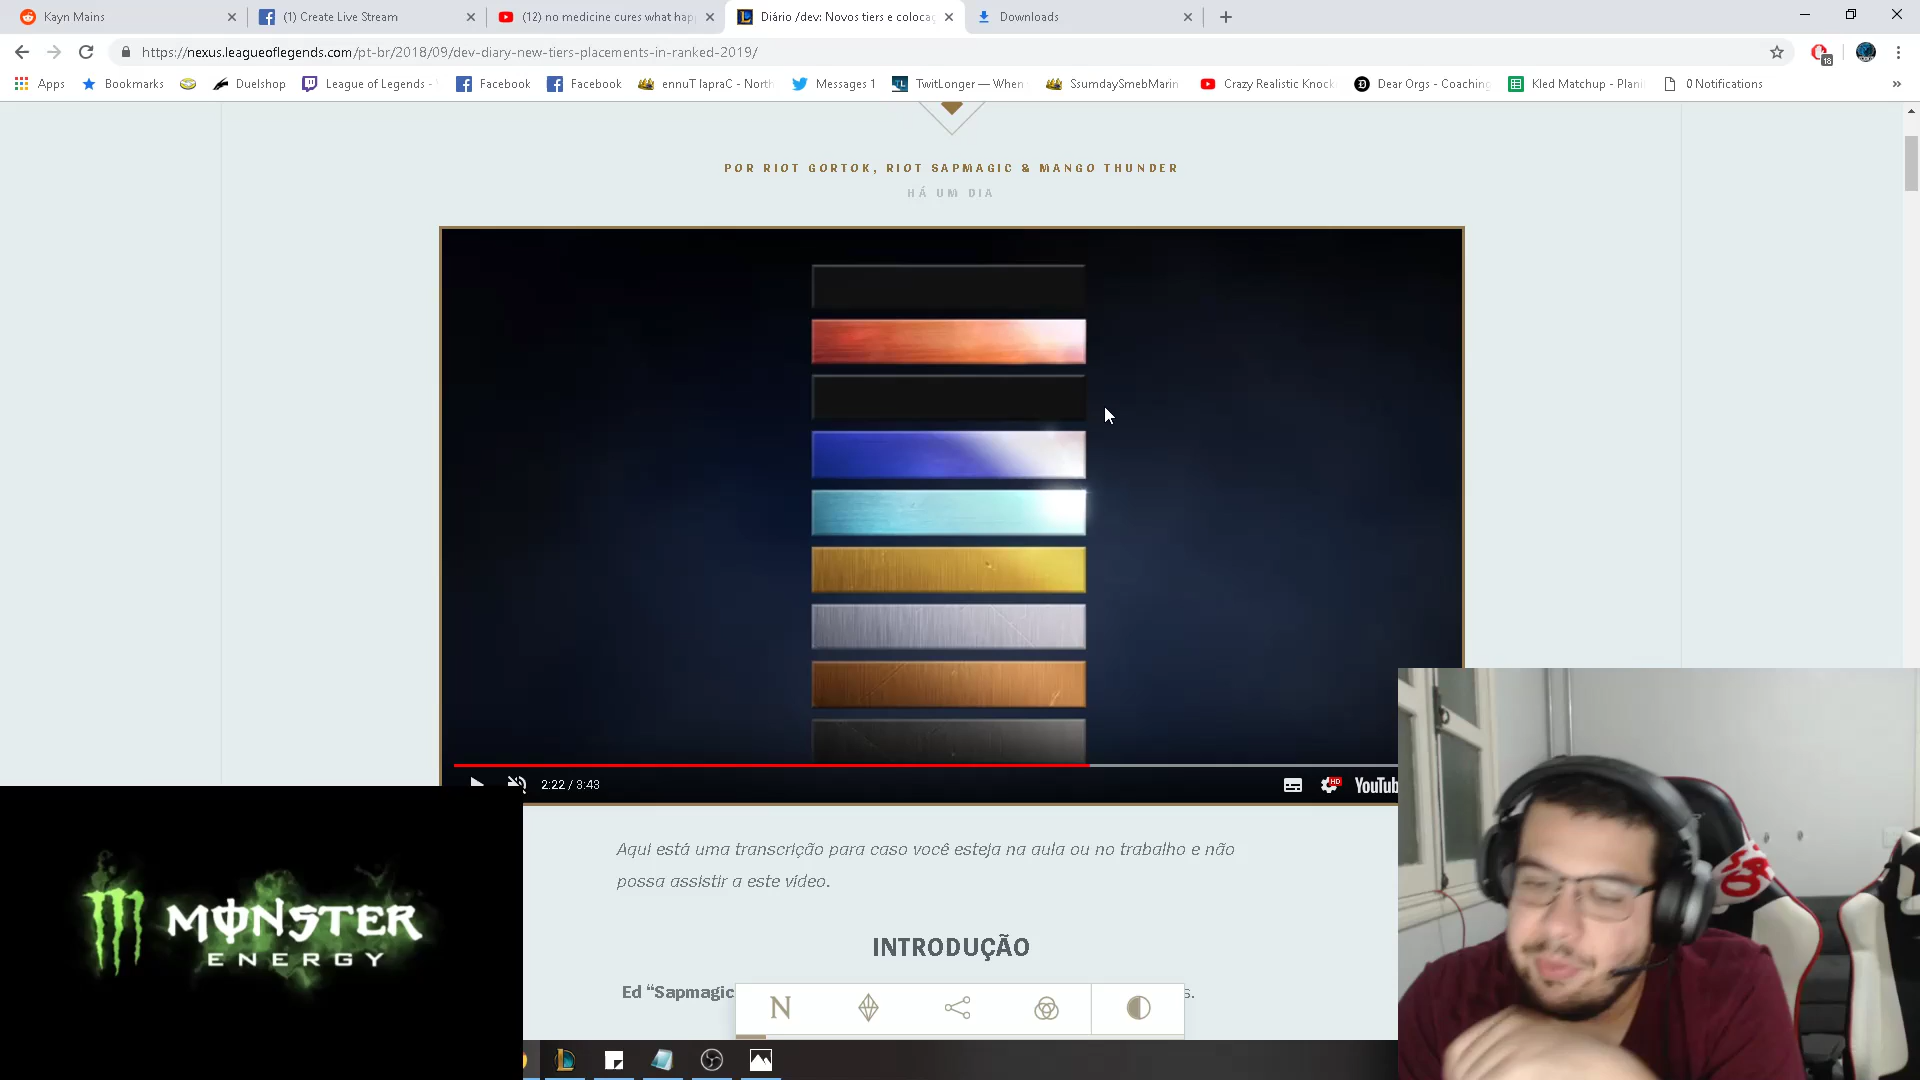 Kayn Mains
(1) Create Live Stream
(12) no medicine cures what hap
Diário /dev: Novos tiers e colocaç
Downloads
https://nexus.leagueoflegends.com/pt-br/2018/09/dev-diary-new-tiers-placements-in-ranked-2019/
18
Apps
Bookmarks
Duelshop
League of Legends -
Facebook
Facebook
ennuT lapraC - North
Messages 1
TwitLonger — When
SsumdaySmebMarin
Crazy Realistic Knock
Dear Orgs - Coaching
Kled Matchup - Plani
0 Notifications
»
POR RIOT GORTOK, RIOT SAPMAGIC & MANGO THUNDER
HÁ UM DIA
2:22 / 3:43
HD
YouTub
Aqui está uma transcrição para caso você esteja na aula ou no trabalho e não
possa assistir a este vídeo.
INTRODUÇÃO
Ed “Sapmagic
s.
N
MONSTER
ENERGY